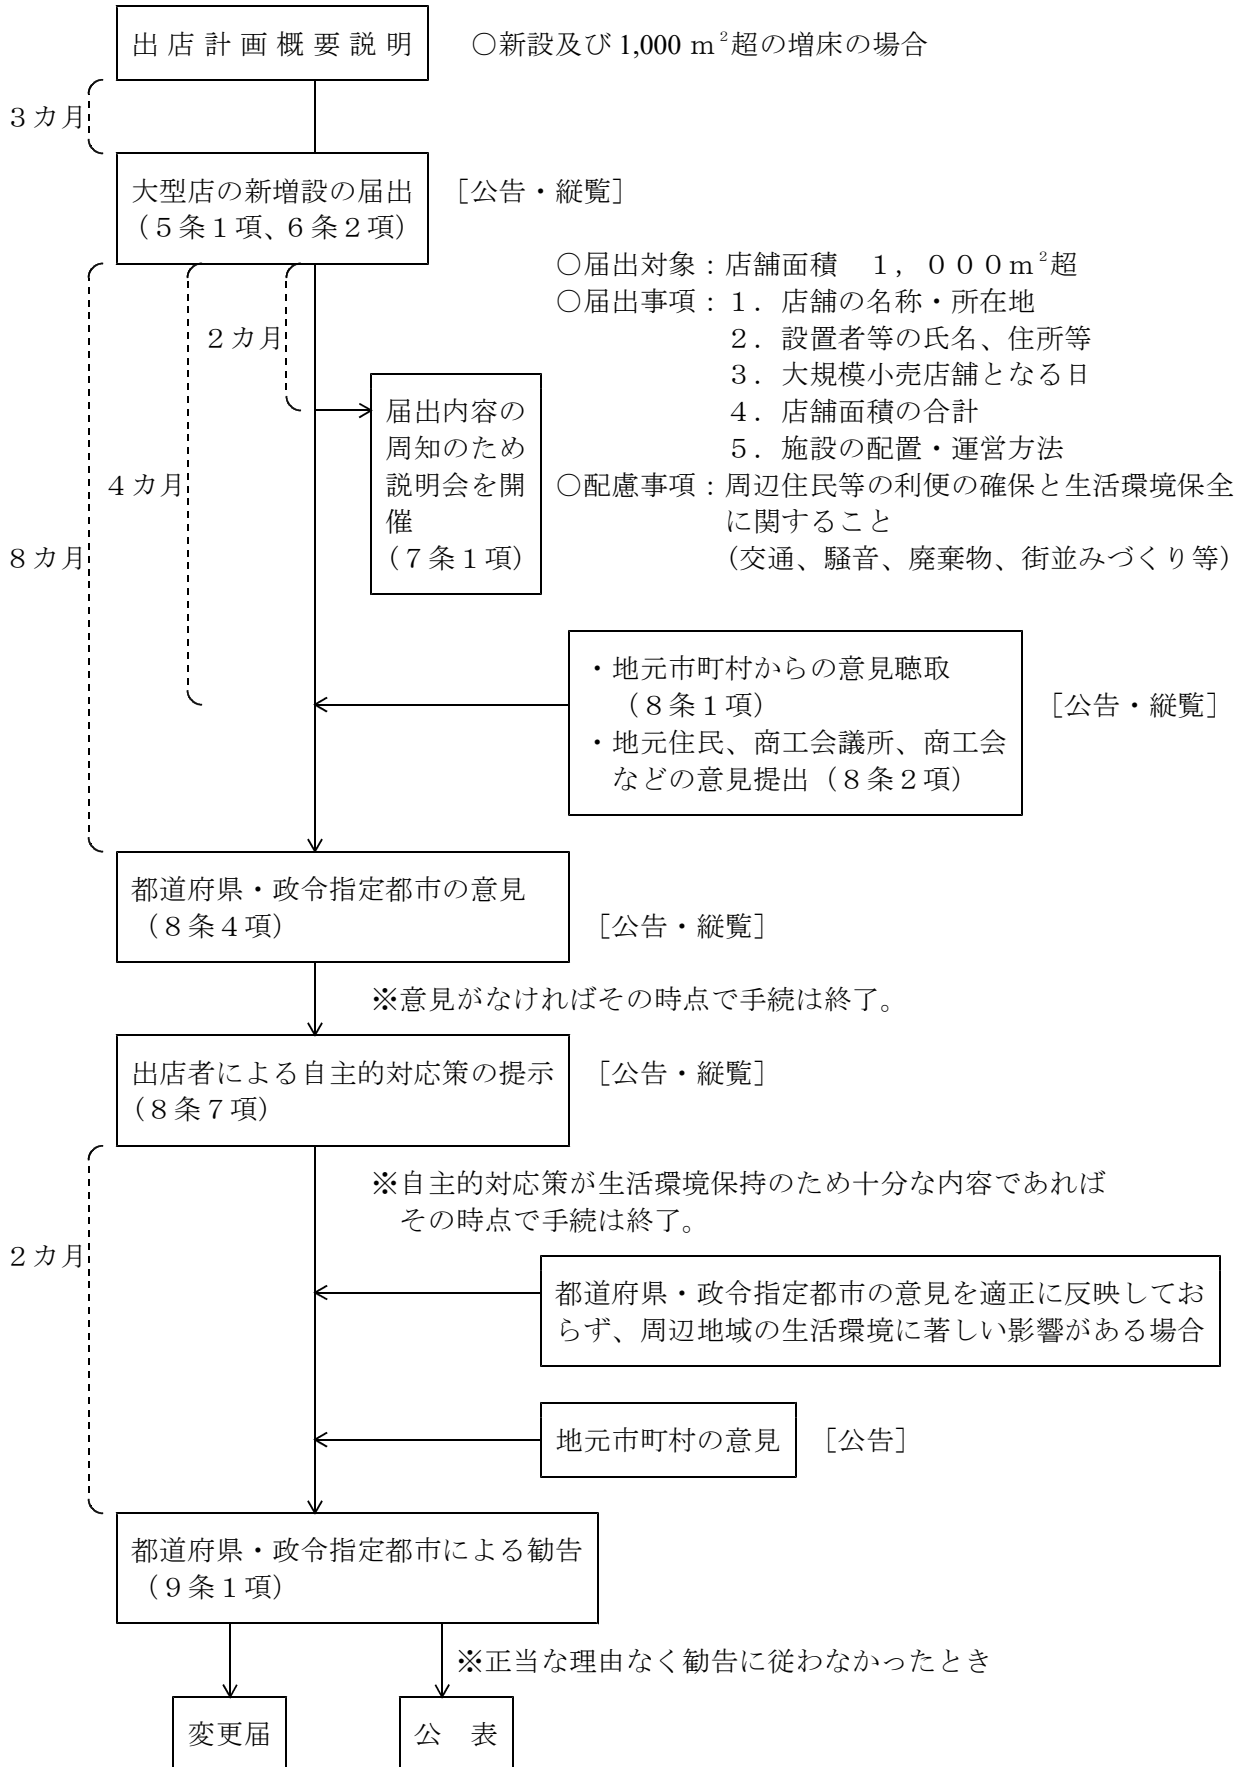 出店計画概要説明
○新設及び1,000 m²超の増床の場合
3カ月
大型店の新増設の届出
(5条1項、6条2項)
[公告・縦覧]
○届出対象:店舗面積 1,000m²超
○届出事項:1.店舗の名称・所在地
2.設置者等の氏名、住所等
3.大規模小売店舗となる日
4.店舗面積の合計
5.施設の配置・運営方法
○配慮事項:周辺住民等の利便の確保と生活環境保全
に関すること
(交通、騒音、廃棄物、街並みづくり等)
2カ月
届出内容の
周知のため
説明会を開
催
(7条1項)
4カ月
8カ月
・地元市町村からの意見聴取
(8条1項)
・地元住民、商工会議所、商工会
などの意見提出(8条2項)
[公告・縦覧]
都道府県・政令指定都市の意見
(8条4項)
[公告・縦覧]
※意見がなければその時点で手続は終了。
出店者による自主的対応策の提示
(8条7項)
[公告・縦覧]
※自主的対応策が生活環境保持のため十分な内容であれば
その時点で手続は終了。
2カ月
都道府県・政令指定都市の意見を適正に反映してお
らず、周辺地域の生活環境に著しい影響がある場合
地元市町村の意見
[公告]
都道府県・政令指定都市による勧告
(9条1項)
※正当な理由なく勧告に従わなかったとき
変更届
公 表